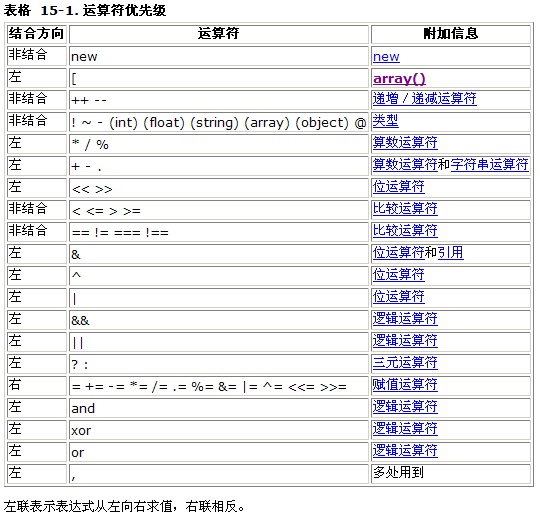 表格 15-1. 运算符优先级
结合方向 运算符 附加信息
非结合 new new
左 [ array()
非结合 ++ -- 递增／递减运算符
非结合 ! ~ - (int) (float) (string) (array) (object) @ 类型
左 * / % 算数运算符
左 + - . 算数运算符和字符串运算符
左 << >> 位运算符
非结合 < <= > >= 比较运算符
非结合 == != === !== 比较运算符
左 & 位运算符和引用
左 ^ 位运算符
左 | 位运算符
左 && 逻辑运算符
左 || 逻辑运算符
左 ? : 三元运算符
右 = += -= *= /= .= %= &= |= ^= <<= >>= 赋值运算符
左 and 逻辑运算符
左 xor 逻辑运算符
左 or 逻辑运算符
左 , 多处用到
左联表示表达式从左向右求值，右联相反。